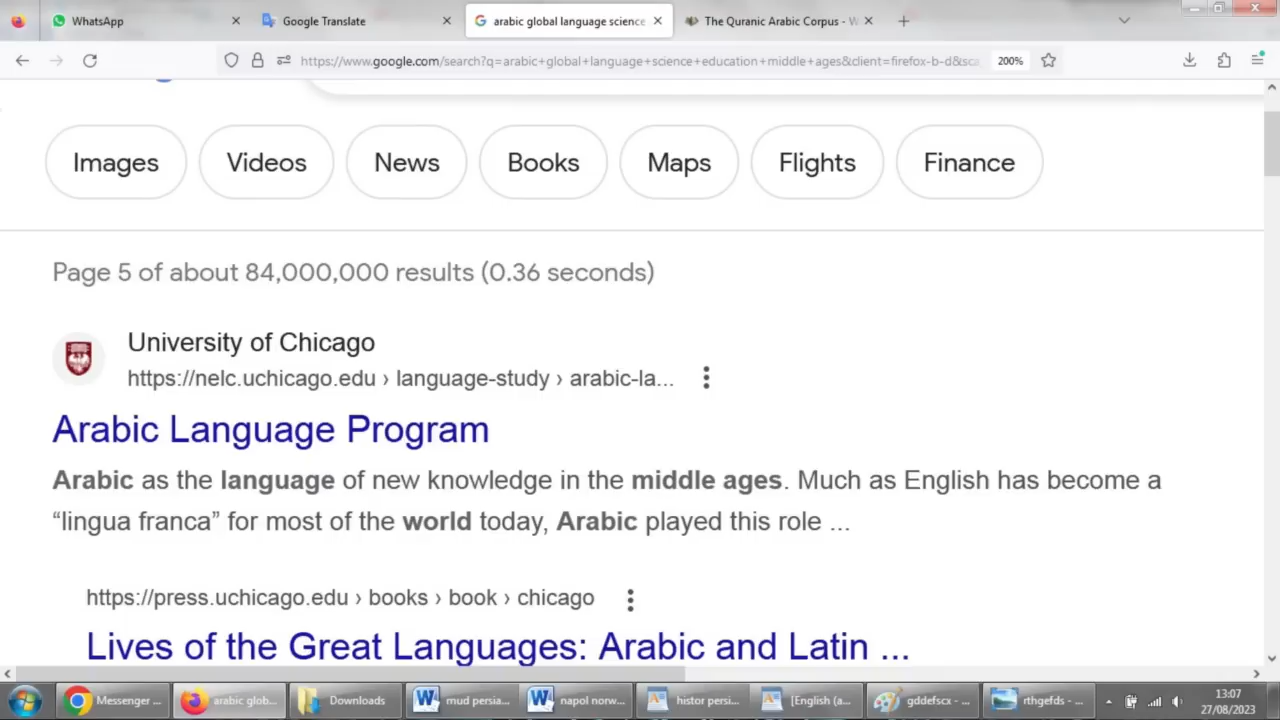 WhatsApp
Google Translate
arabic global language science
The Quranic Arabic Corpus - W
https://www.google.com/search?q=arabic+global+language+science+education+middle+ages&client=firefox-b-d&sca
200%
Images
Videos
News
Books
Maps
Flights
Finance
Page 5 of about 84,000,000 results (0.36 seconds)
University of Chicago
https://nelc.uchicago.edu › language-study › arabic-la...
Arabic Language Program
Arabic as the language of new knowledge in the middle ages. Much as English has become a
“lingua franca” for most of the world today, Arabic played this role ...
https://press.uchicago.edu › books › book › chicago
Lives of the Great Languages: Arabic and Latin ...
Messenger ...
arabic glob...
Downloads
mud persia...
napol norw...
histor persi...
[English (a...
gddefscx - ...
rthgefds - ...
13:07
27/08/2023